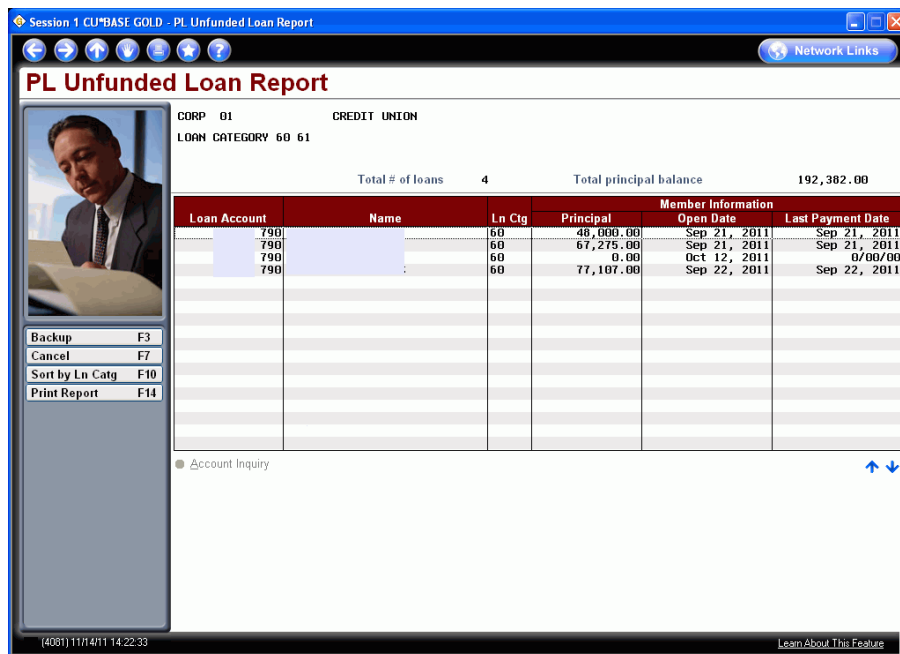 Session 1 CU*BASE GOLD - PL Unfunded Loan Report
Network Links
PL Unfunded Loan Report
CORP 01 CREDIT UNION
LOAN CATEGORY 60 61
Total # of loans 4 Total principal balance 192,382.00
Member Information
Loan Account Name Ln Ctg Principal Open Date Last Payment Date
790 60 48,000.00 Sep 21, 2011 Sep 21, 2011
790 60 67,275.00 Sep 21, 2011 Sep 21, 2011
790 60 0.00 Oct 12, 2011 0/00/00
790 60 77,107.00 Sep 22, 2011 Sep 22, 2011
Backup F3
Cancel F7
Sort by Ln Catg F10
Print Report F14
Account Inquiry
(4081) 11/14/11 14:22:33
Learn About This Feature